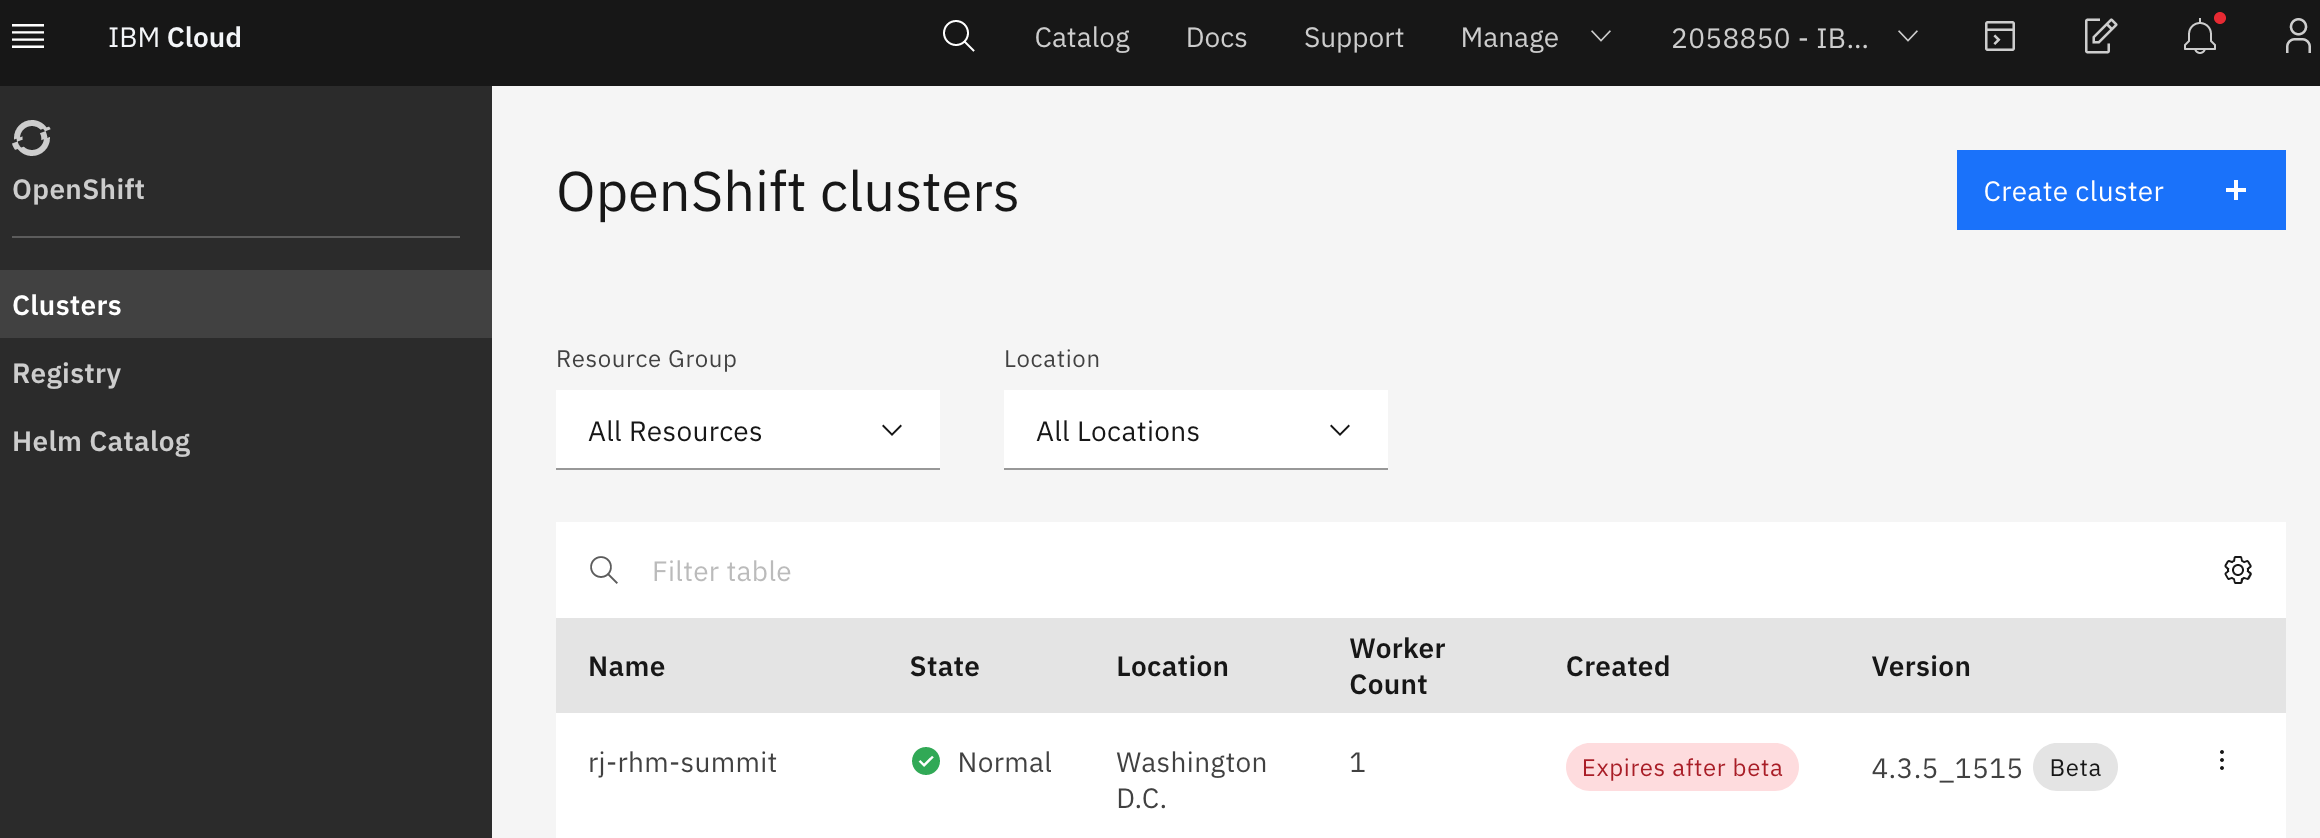 IBM Cloud
Catalog
Docs
Support
Manage
2058850 - IB...
OpenShift
Clusters
Registry
Helm Catalog
OpenShift clusters
Create cluster +
Resource Group
Location
All Resources
All Locations
Filter table
Name
State
Location
Worker
Count
Created
Version
rj-rhm-summit
Normal
Washington
D.C.
1
Expires after beta
4.3.5_1515
Beta